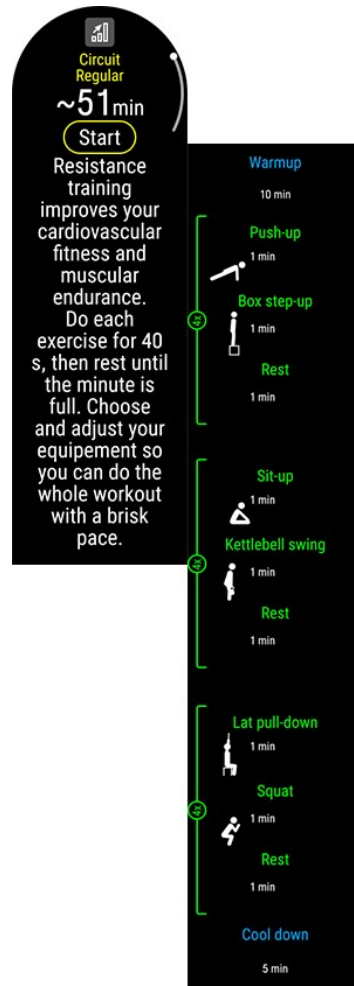 Circuit
Regular
~51min
Start
Resistance
training
improves your
cardiovascular
fitness and
muscular
endurance.
Do each
exercise for 40
s, then rest until
the minute is
full. Choose
and adjust your
equipement so
you can do the
whole workout
with a brisk
pace.
Warmup
10 min
Push-up
1 min
Box step-up
4x
1 min
Rest
1 min
Sit-up
1 min
Kettlebell swing
4x
1 min
Rest
1 min
Lat pull-down
1 min
Squat
4x
1 min
Rest
1 min
Cool down
5 min